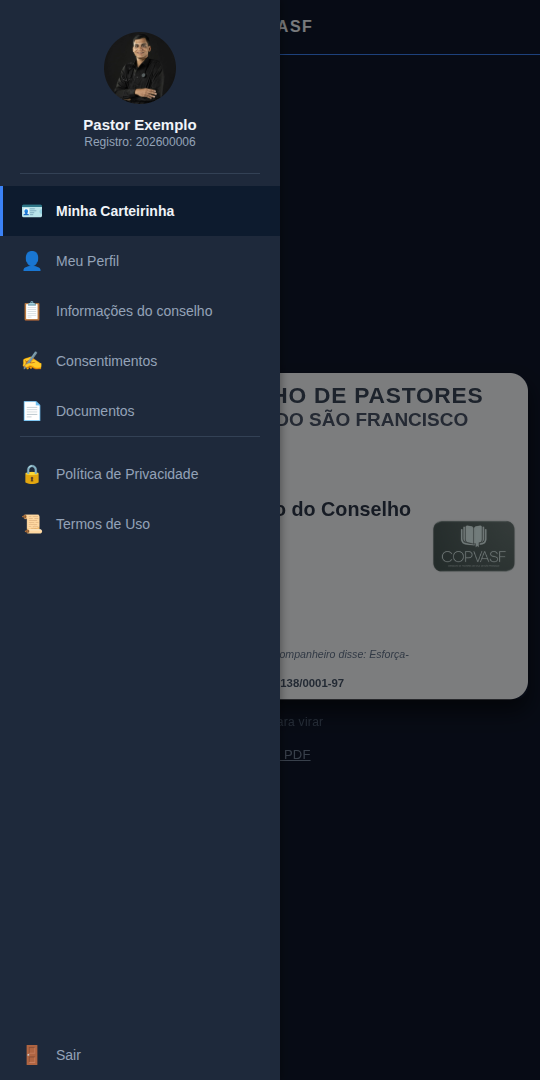 ASF
Pastor Exemplo
Registro: 202600006
Minha Carteirinha
Meu Perfil
Informações do conselho
Consentimentos
Documentos
Política de Privacidade
Termos de Uso
Sair
HO DE PASTORES
DO SÃO FRANCISCO
o do Conselho
COPVASF
ompanheiro disse: Esforça-
138/0001-97
ara virar
PDF